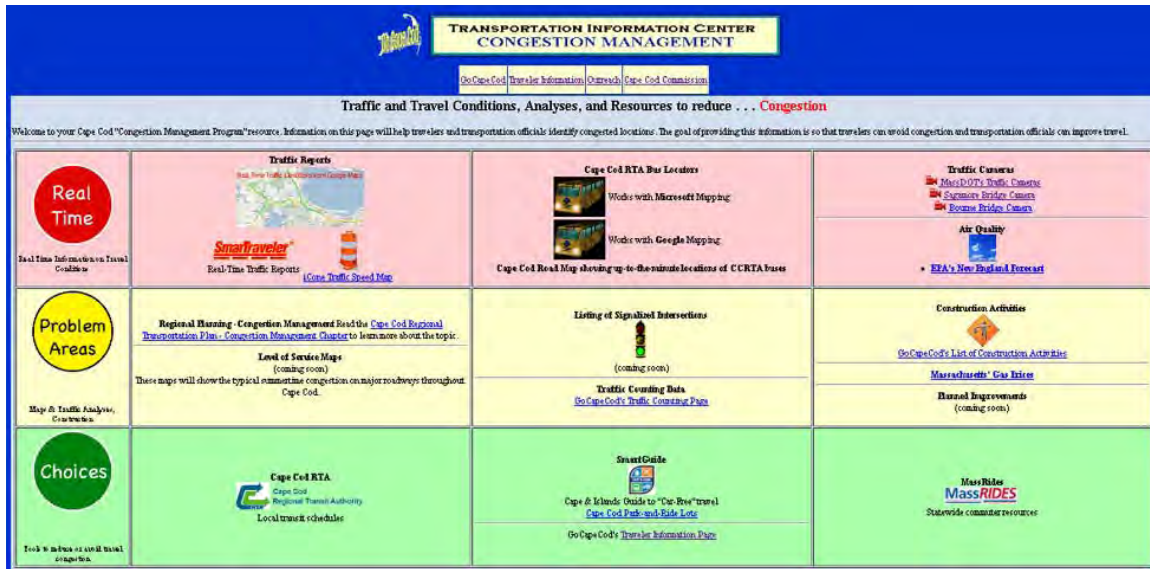 TRANSPORTATION INFORMATION CENTER
CONGESTION MANAGEMENT
GoCapeCod Traveler Information Outreach Cape Cod Commission
Traffic and Travel Conditions, Analyses, and Resources to reduce . . . Congestion
Welcome to your Cape Cod "Congestion Management Program" resource. Information on this page will help travelers and transportation officials identify congested locations. The goal of providing this information is so that travelers can avoid congestion and transportation officials can improve travel.
Real
Time
Real Time Information on Travel
Conditions
Traffic Reports
Real Time Traffic Conditions from Google Maps
SmarTraveler
Real-Time Traffic Reports
iCone Traffic Speed Map
Cape Cod RTA Bus Locators
Works with Microsoft Mapping
Works with Google Mapping
Cape Cod Road Map showing up-to-the-minute locations of CCRTA buses
Traffic Cameras
MassDOT's Traffic Cameras
Sagamore Bridge Camera
Bourne Bridge Camera
Air Quality
EPA's New England Forecast
Problem
Areas
Maps & Traffic Analyses,
Construction
Regional Planning - Congestion Management Read the Cape Cod Regional
Transportation Plan - Congestion Management Chapter to learn more about the topic.
Level of Service Maps
(coming soon)
These maps will show the typical summertime congestion on major roadways throughout
Cape Cod.
Listing of Signalized Intersections
(coming soon)
Traffic Counting Data
GoCapeCod's Traffic Counting Page
Construction Activities
GoCapeCod's List of Construction Activities
Massachusetts' Gas Prices
Planned Improvements
(coming soon)
Choices
Tools to reduce or avoid travel
congestion
Cape Cod RTA
Cape Cod
Regional Transit Authority
Local transit schedules
SmartGuide
Cape & Islands Guide to "Car-Free" travel
Cape Cod Park-and-Ride Lots
GoCapeCod's Traveler Information Page
MassRides
MassRIDES
Statewide commuter resources